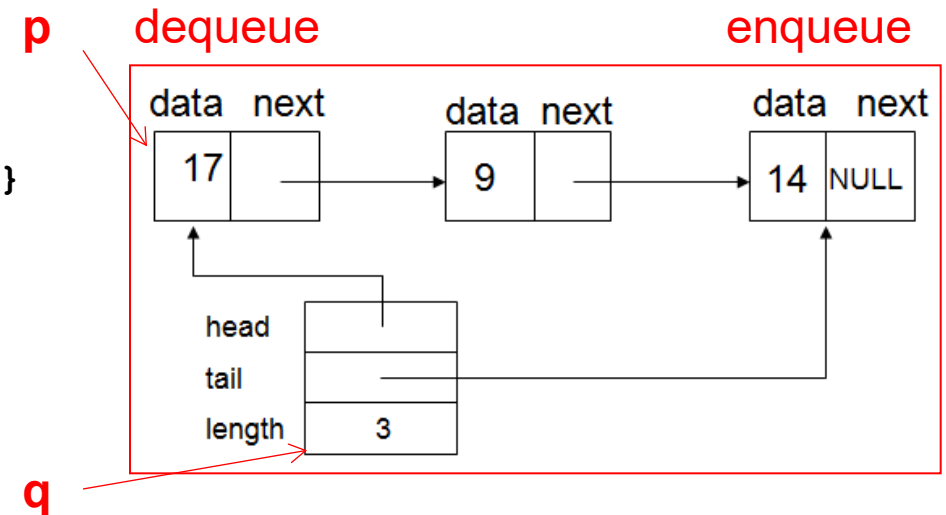 p dequeue enqueue
data next data next data next
} 17 9 14 NULL
head
tail
length 3
q